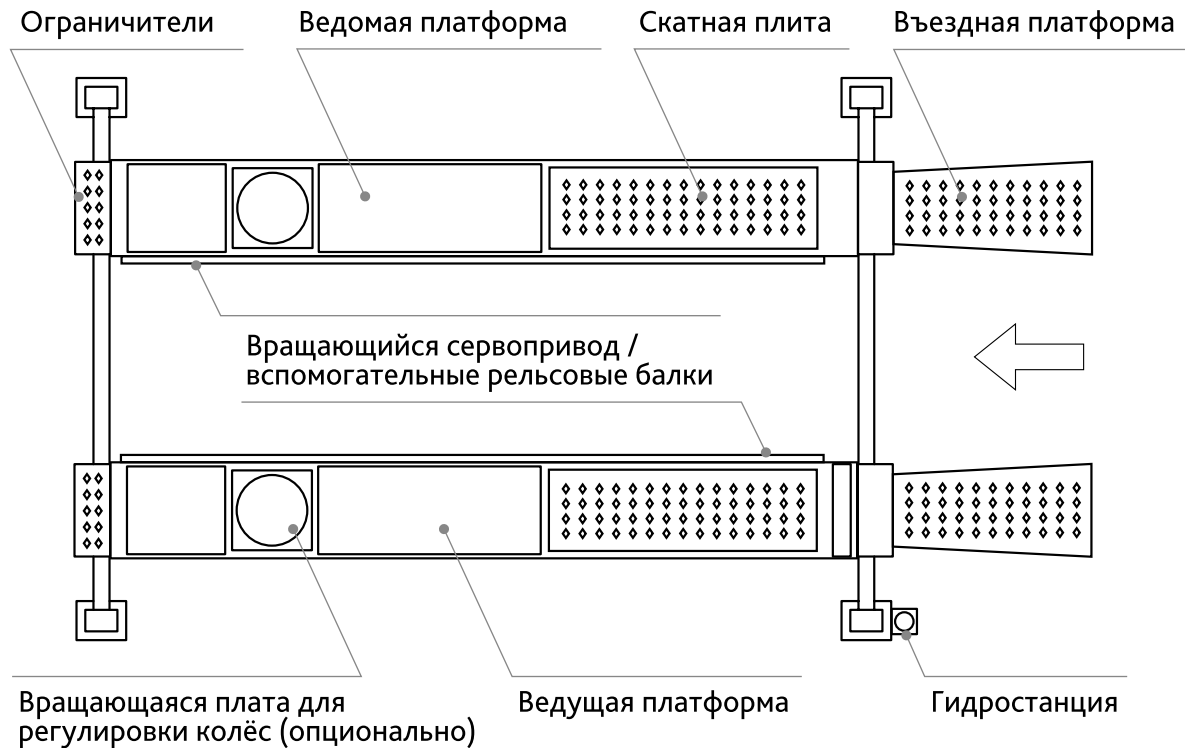 Ограничители
Ведомая платформа
Скатная плита
Въездная платформа
Вращающийся сервопривод /
вспомогательные рельсовые балки
Вращающаяся плата для
регулировки колёс (опционально)
Ведущая платформа
Гидростанция